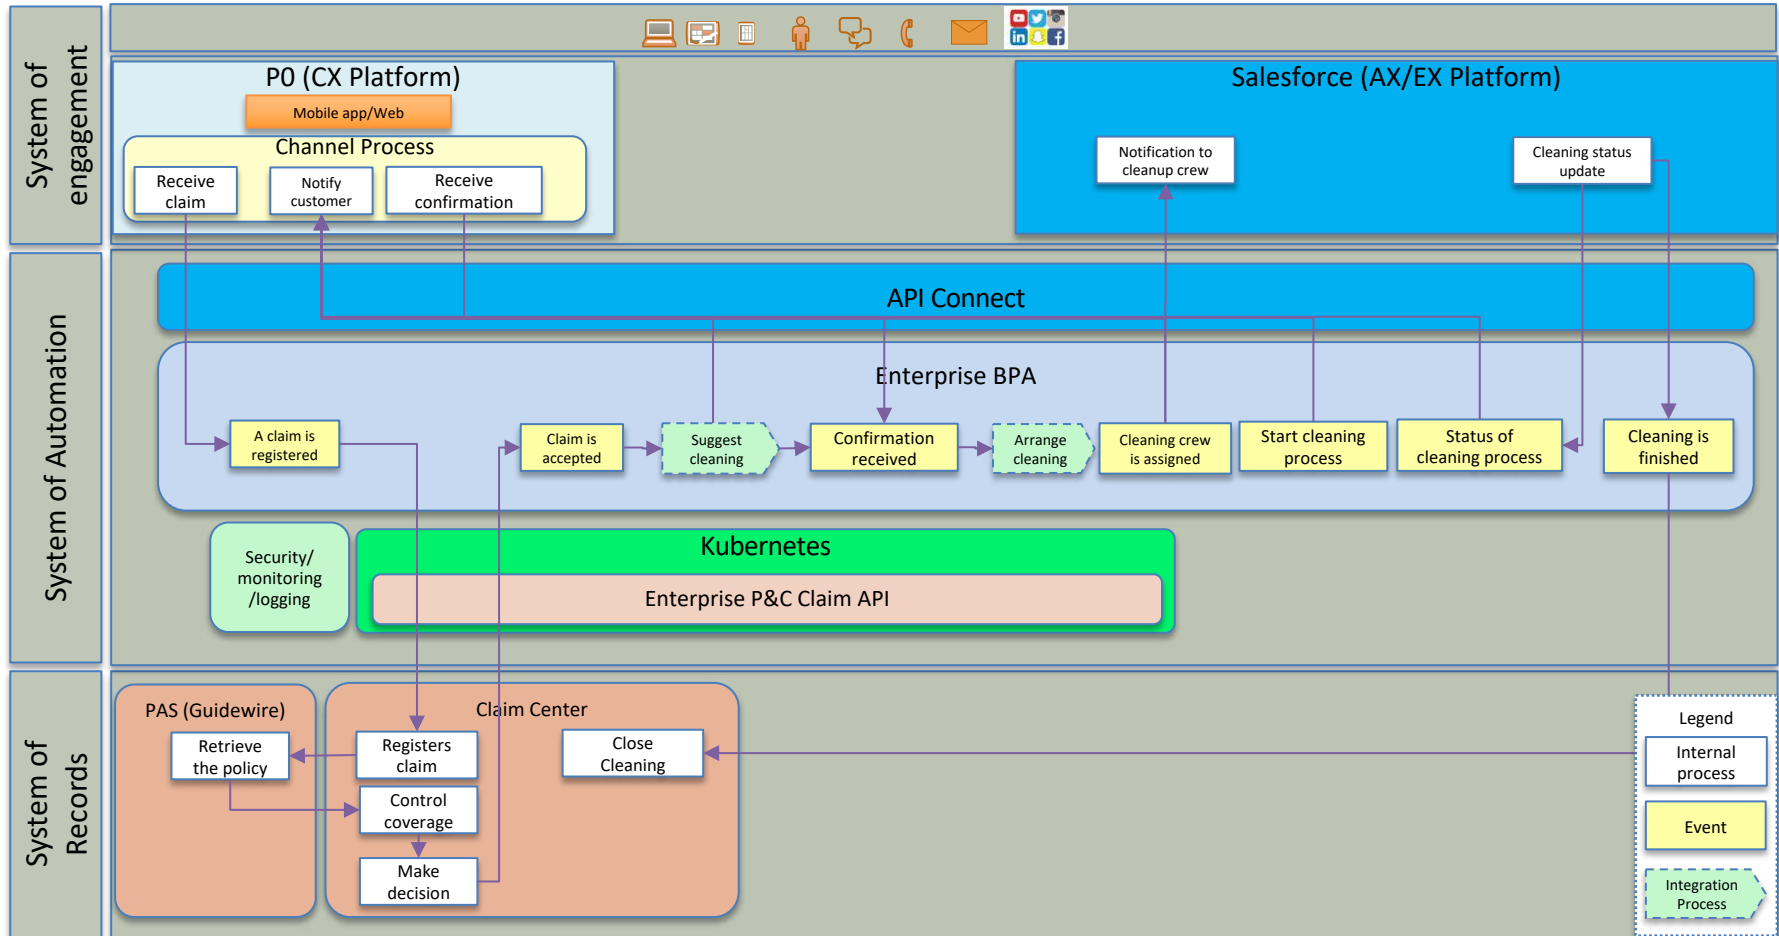 System of
engagement
P0 (CX Platform)
Mobile app/Web
Channel Process
Receive
claim
Notify
customer
Receive
confirmation
Salesforce (AX/EX Platform)
Notification to
cleanup crew
Cleaning status
update
System of Automation
API Connect
Enterprise BPA
A claim is
registered
Claim is
accepted
Suggest
cleaning
Confirmation
received
Arrange
cleaning
Cleaning crew
is assigned
Start cleaning
process
Status of
cleaning process
Cleaning is
finished
Security/
monitoring
/logging
Kubernetes
Enterprise P&C Claim API
System of
Records
PAS (Guidewire)
Retrieve
the policy
Claim Center
Registers
claim
Control
coverage
Make
decision
Close
Cleaning
Legend
Internal
process
Event
Integration
Process